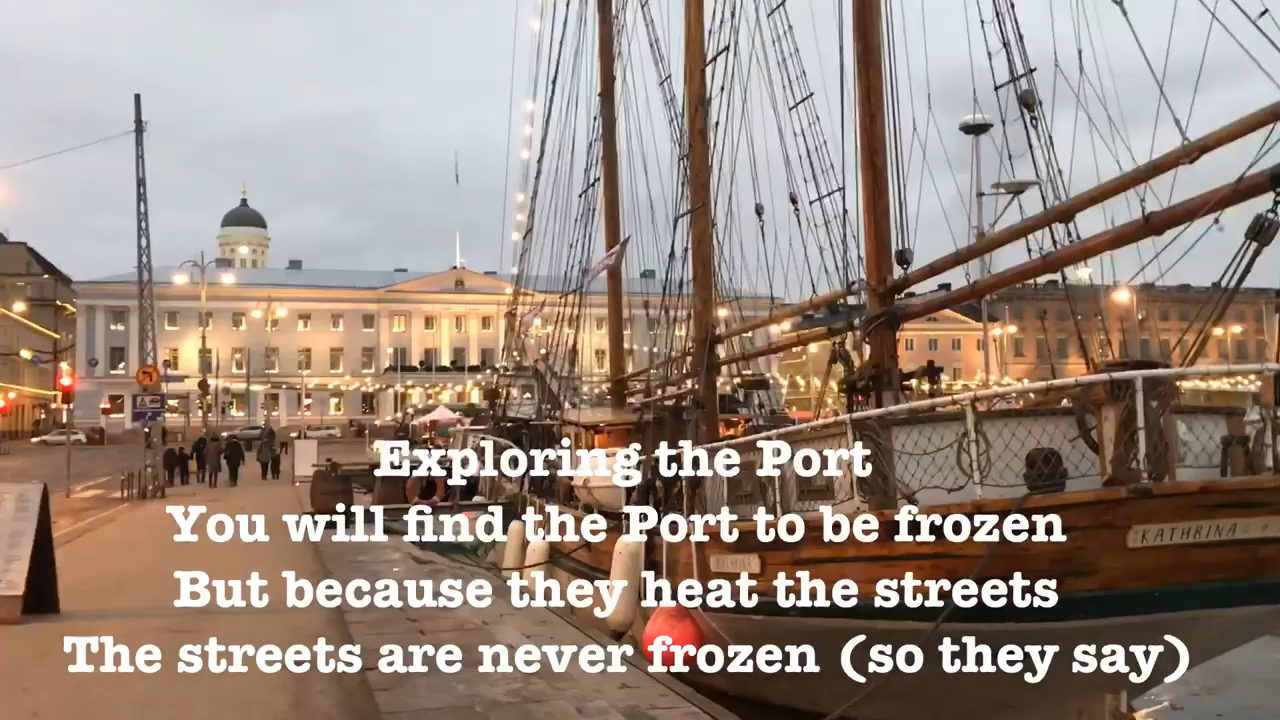 KATHRINA
Exploring the Port
You will find the Port to be frozen
But because they heat the streets
The streets are never frozen (so they say)